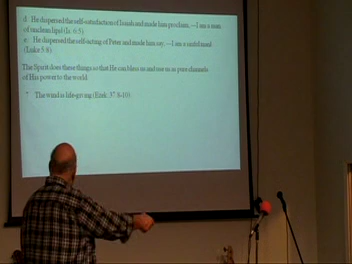 d. He dispersed the self-satisfaction of Isaiah and made him proclaim, —I am a man
of unclean lips! (Is. 6:5).
e. He dispersed the self-seeking of Peter and made him say, —I am a sinful man!
(Luke 5:8).
The Spirit does these things so that He can bless us and use us as pure channels
of His power to the world.
The wind is life-giving (Ezek. 37:8-10).